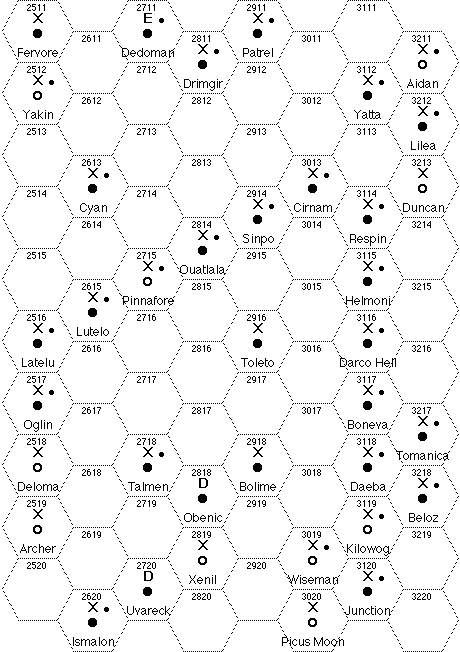 2511 2711 2911 3111
X E X
2611 2811 3011 3211
X X
Fervore Dedoman Patrel
2512 2712 2912 3112
X X
Drimgir Aidan
2612 2812 3012 3212
X
Yakin Yatta
2513 2713 2913 3113
Lilea
2613 2813 3013 3213
X X X
2514 2714 2914 3114
X X
Cyan Cirnam Duncan
2614 2814 3014 3214
X
Sinpo Respin
2515 2715 2915 3115
X X
Ouatlala
2615 2815 3015 3215
X
Pinnafore Helmoni
2516 2716 2916 3116
X X X
Lutelo
2616 2816 3016 3216
Latelu Toleto Darco Hell
2517 2717 2917 3117
X X
2617 2817 3017 3217
X
Oglin Boneva
2518 2718 2918 3118
X X X X
Tomanica
2618 2818 3018 3218
D X
Deloma Talmen Bolime Daeba
2519 2719 2919 3119
X X
Obenic Beloz
2619 2819 3019 3219
X X
Archer Kilowog
2520 2720 2920 3120
D X
Xenil Wiseman
2620 2820 3020 3220
X X
Uvareck Junction
Ismalon Picus Moon